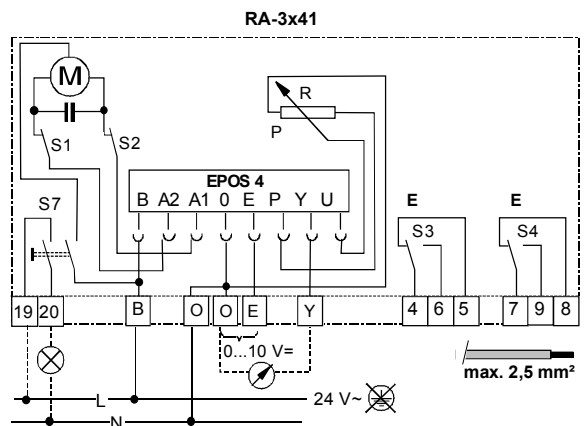 RA-3x41
M
R
P
S1
S2
EPOS 4
B A2 A1 0 E P Y U
S7
E
S3
E
S4
19 20 B O O E Y 4 6 5 7 9 8
0...10 V=
max. 2,5 mm²
L
24 V~
N